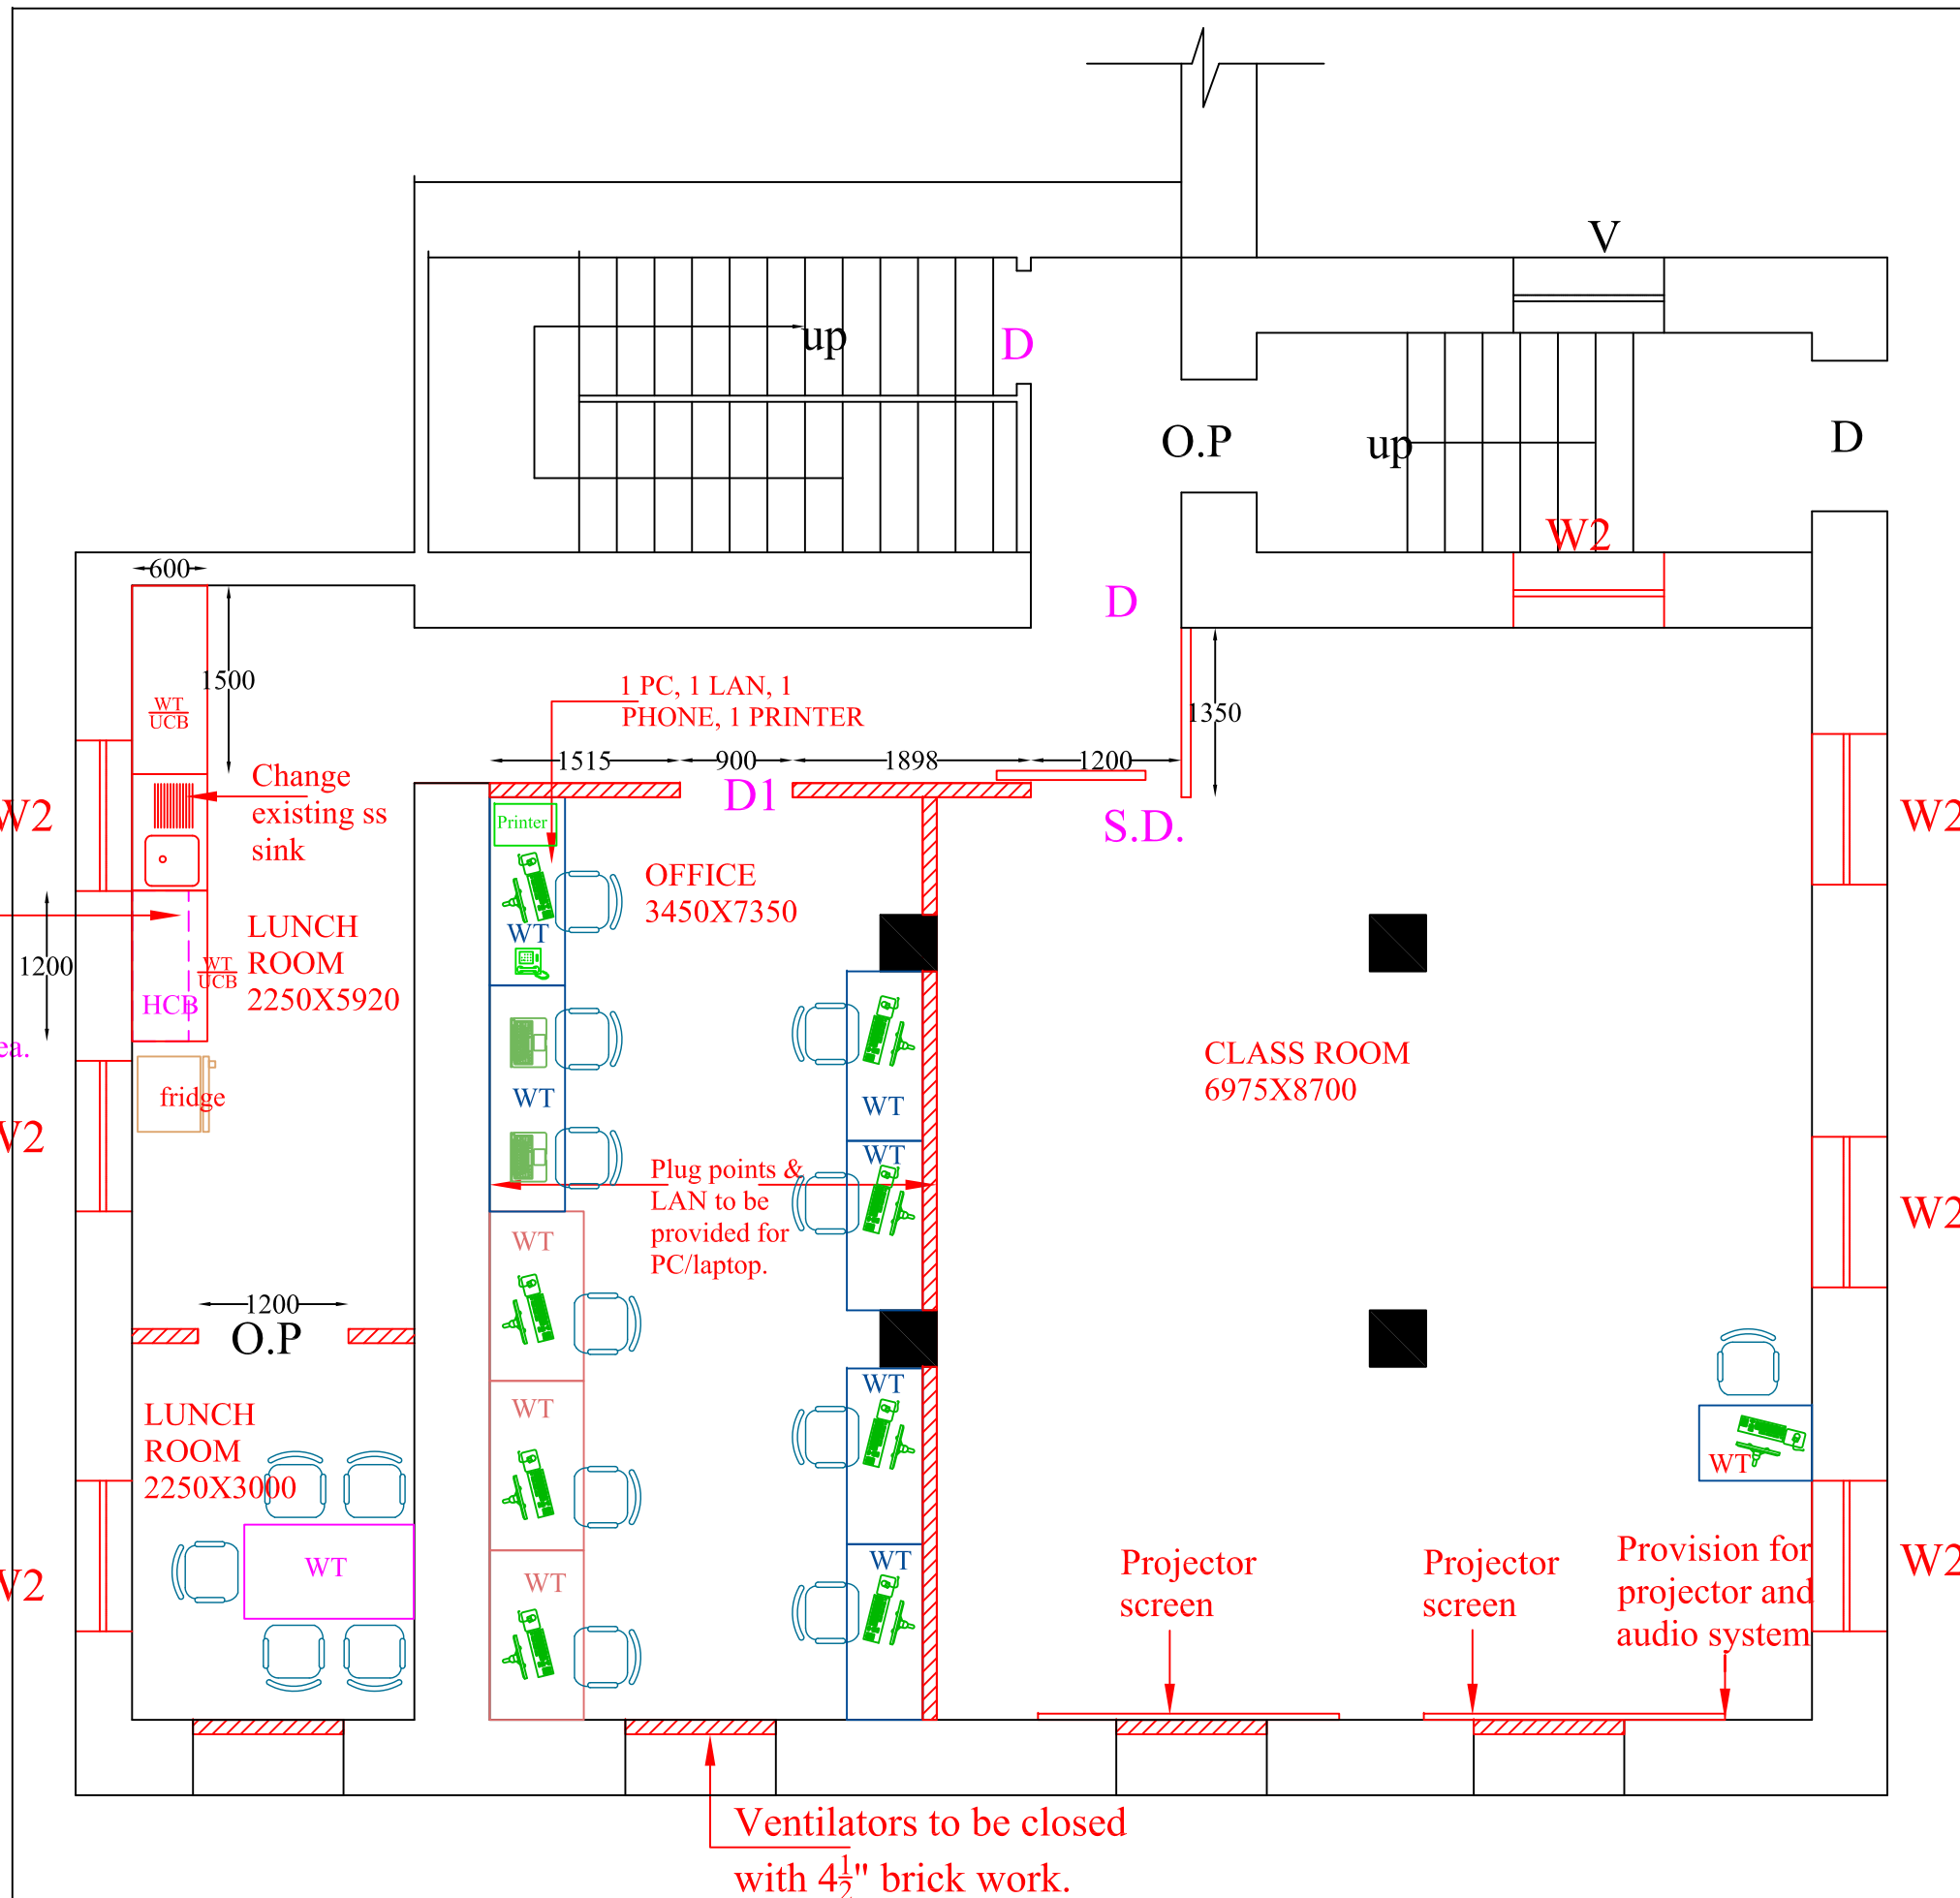 V
up
D
O.P
up
D
W2
600
D
1500
1 PC, 1 LAN, 1
PHONE, 1 PRINTER
WT
UCB
1350
1515
900
1898
1200
Change
existing ss
sink
D1
S.D.
W2
W2
Printer
OFFICE
3450X7350
WT
LUNCH
ROOM
2250X5920
1200
WT
UCB
HCB
ea.
fridge
W2
WT
WT
WT
CLASS ROOM
6975X8700
Plug points &
LAN to be
provided for
PC/laptop.
WT
W2
1200
O.P
WT
WT
LUNCH
ROOM
2250X3000
WT
WT
WT
WT
W2
Projector
screen
Projector
screen
Provision for
projector and
audio system
W2
Ventilators to be closed
with 4½" brick work.